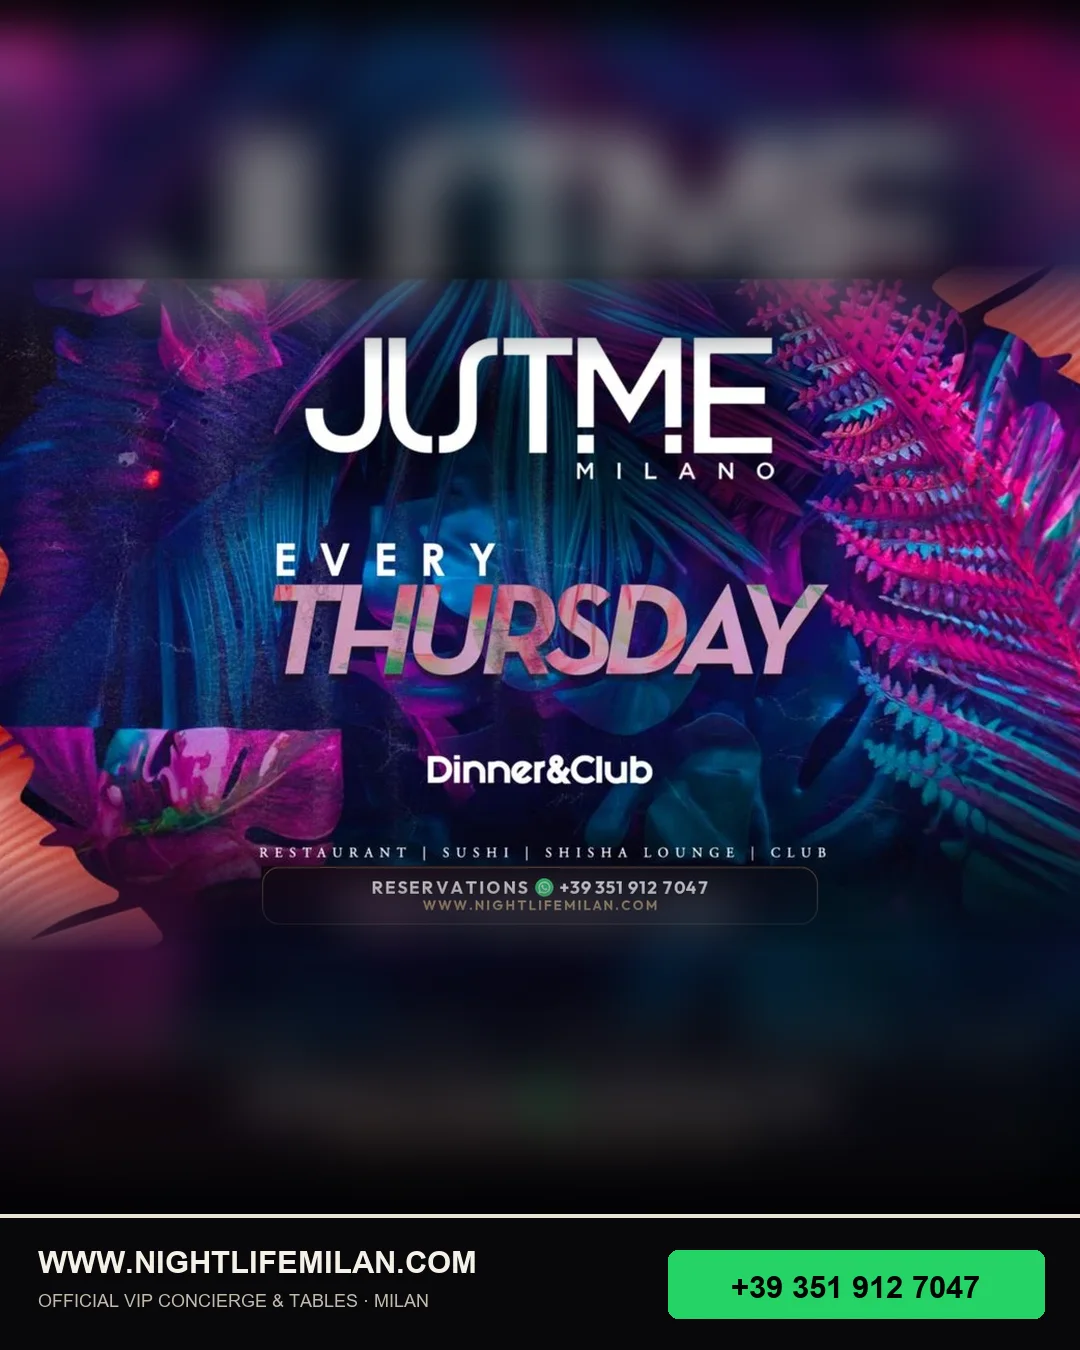 JUSTME
MILANO
EVERY
THURSDAY
Dinner&Club
RESTAURANT | SUSHI | SHISHA LOUNGE | CLUB
RESERVATIONS +39 351 912 7047
WWW.NIGHTLIFEMILAN.COM
WWW.NIGHTLIFEMILAN.COM
OFFICIAL VIP CONCIERGE & TABLES · MILAN
+39 351 912 7047